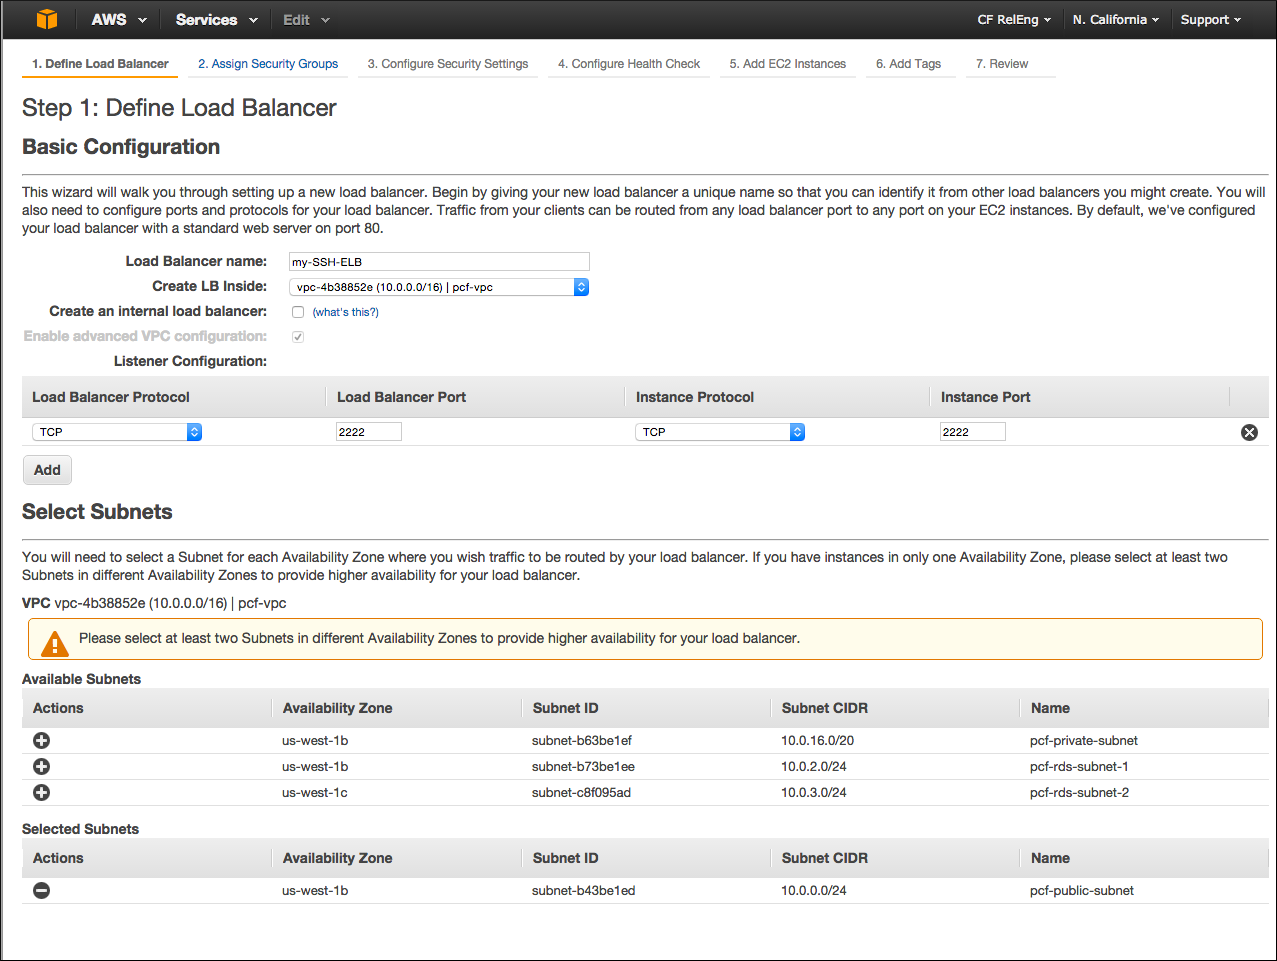 AWS Services Edit CF RelEng N. California Support
1. Define Load Balancer 2. Assign Security Groups 3. Configure Security Settings 4. Configure Health Check 5. Add EC2 Instances 6. Add Tags 7. Review
Step 1: Define Load Balancer
Basic Configuration
This wizard will walk you through setting up a new load balancer. Begin by giving your new load balancer a unique name so that you can identify it from other load balancers you might create. You will
also need to configure ports and protocols for your load balancer. Traffic from your clients can be routed from any load balancer port to any port on your EC2 instances. By default, we've configured
your load balancer with a standard web server on port 80.
Load Balancer name: my-SSH-ELB
Create LB Inside: vpc-4b38852e (10.0.0.0/16) | pcf-vpc
Create an internal load balancer: (what's this?)
Enable advanced VPC configuration:
Listener Configuration:
Load Balancer Protocol Load Balancer Port Instance Protocol Instance Port
TCP 2222 TCP 2222
Add
Select Subnets
You will need to select a Subnet for each Availability Zone where you wish traffic to be routed by your load balancer. If you have instances in only one Availability Zone, please select at least two
Subnets in different Availability Zones to provide higher availability for your load balancer.
VPC vpc-4b38852e (10.0.0.0/16) | pcf-vpc
Please select at least two Subnets in different Availability Zones to provide higher availability for your load balancer.
Available Subnets
Actions Availability Zone Subnet ID Subnet CIDR Name
us-west-1b subnet-b63be1ef 10.0.16.0/20 pcf-private-subnet
us-west-1b subnet-b73be1ee 10.0.2.0/24 pcf-rds-subnet-1
us-west-1c subnet-c8f095ad 10.0.3.0/24 pcf-rds-subnet-2
Selected Subnets
Actions Availability Zone Subnet ID Subnet CIDR Name
us-west-1b subnet-b43be1ed 10.0.0.0/24 pcf-public-subnet